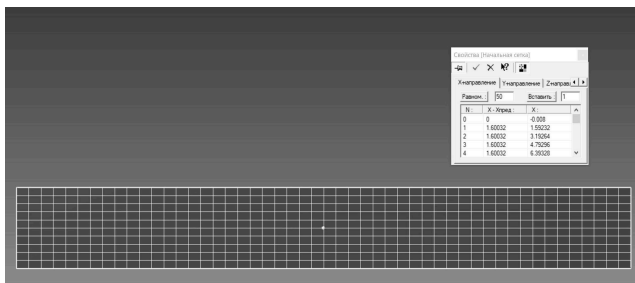 Свойства [Начальная сетка]
X-направление Y-направление Z-направл
Равном. 50 Вставить 1
N : X - Xпред : X :
0 0 -0.008
1 1.60032 1.59232
2 1.60032 3.19264
3 1.60032 4.79296
4 1.60032 6.39328